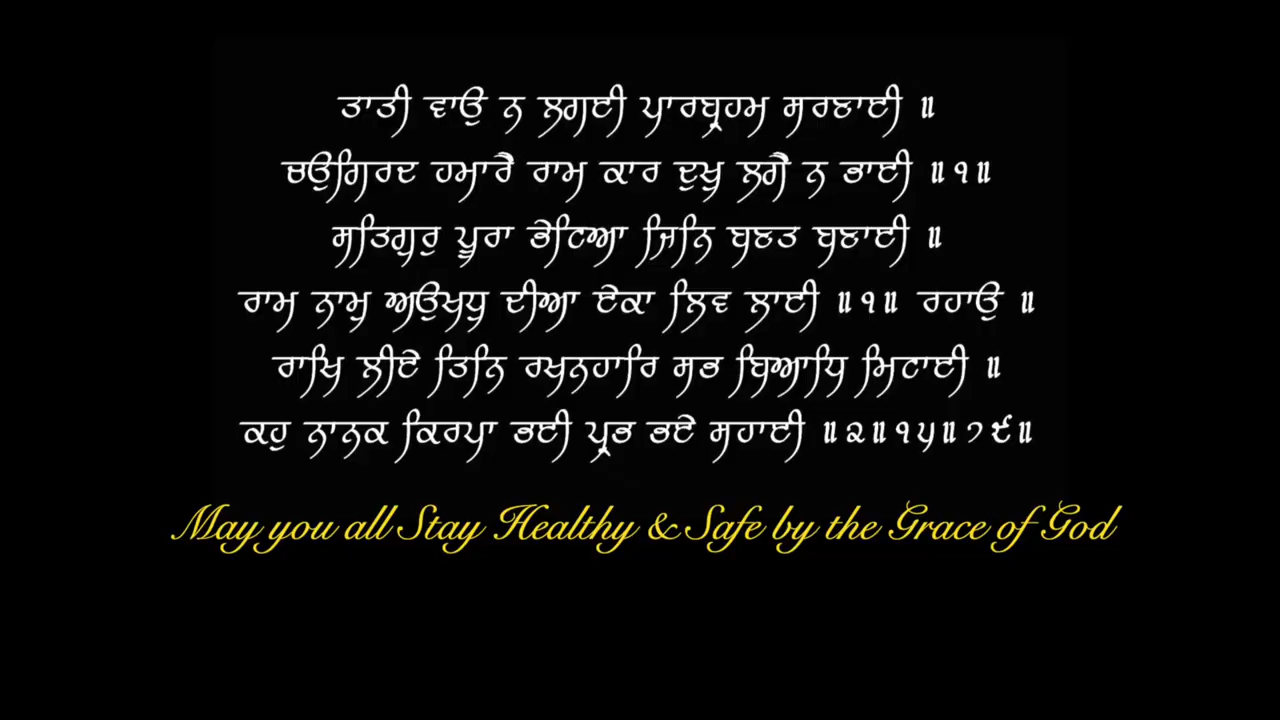 ਤਾਤੀ ਵਾਉ ਨ ਲਗਈ ਪਾਰਬ੍ਰਹਮ ਸਰਣਾਈ ॥
ਚਉਗਿਰਦ ਹਮਾਰੈ ਰਾਮ ਕਾਰ ਦੁਖੁ ਲਗੈ ਨ ਭਾਈ ॥੧॥
ਸਤਿਗੁਰੁ ਪੂਰਾ ਭੇਟਿਆ ਜਿਨਿ ਬਣਤ ਬਣਾਈ ॥
ਰਾਮ ਨਾਮੁ ਅਉਖਧੁ ਦੀਆ ਏਕਾ ਲਿਵ ਲਾਈ ॥੧॥ ਰਹਾਉ ॥
ਰਾਖਿ ਲੀਏ ਤਿਨਿ ਰਖਨਹਾਰਿ ਸਭ ਬਿਆਧਿ ਮਿਟਾਈ ॥
ਕਹੁ ਨਾਨਕ ਕਿਰਪਾ ਭਈ ਪ੍ਰਭ ਭਏ ਸਹਾਈ ॥੨॥੧੫॥੭੯॥
May you all Stay Healthy & Safe by the Grace of God